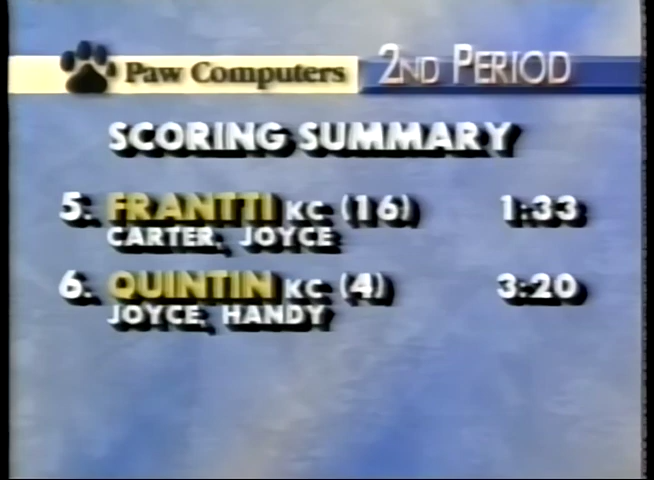 Paw Computers 2ND PERIOD
SCORING SUMMARY
5. FRANTTI KC (16) 1:33
CARTER, JOYCE
6. QUINTIN KC (4) 3:20
JOYCE, HANDY